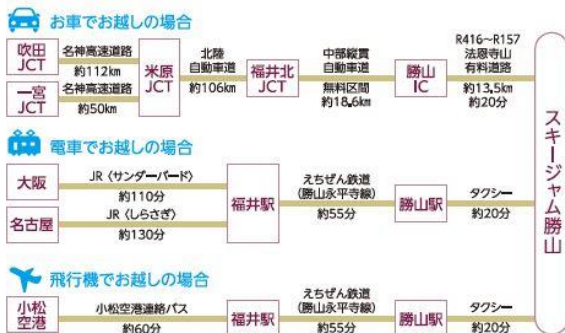 お車でお越しの場合
吹田
JCT
名神高速道路
約112km
一宮
JCT
名神高速道路
約50km
米原
JCT
北陸
自動車道
約106km
福井北
JCT
中部縦貫
自動車道
無料区間
約18.6km
勝山
IC
R416～R157
法恩寺山
有料道路
約13.5km
約20分
スキージャム勝山
電車でお越しの場合
大阪
JR〈サンダーバード〉
約110分
名古屋
JR〈しらさぎ〉
約130分
福井駅
えちぜん鉄道
(勝山永平寺線)
約55分
勝山駅
タクシー
約20分
飛行機でお越しの場合
小松
空港
小松空港連絡バス
約60分
福井駅
えちぜん鉄道
(勝山永平寺線)
約55分
勝山駅
タクシー
約20分